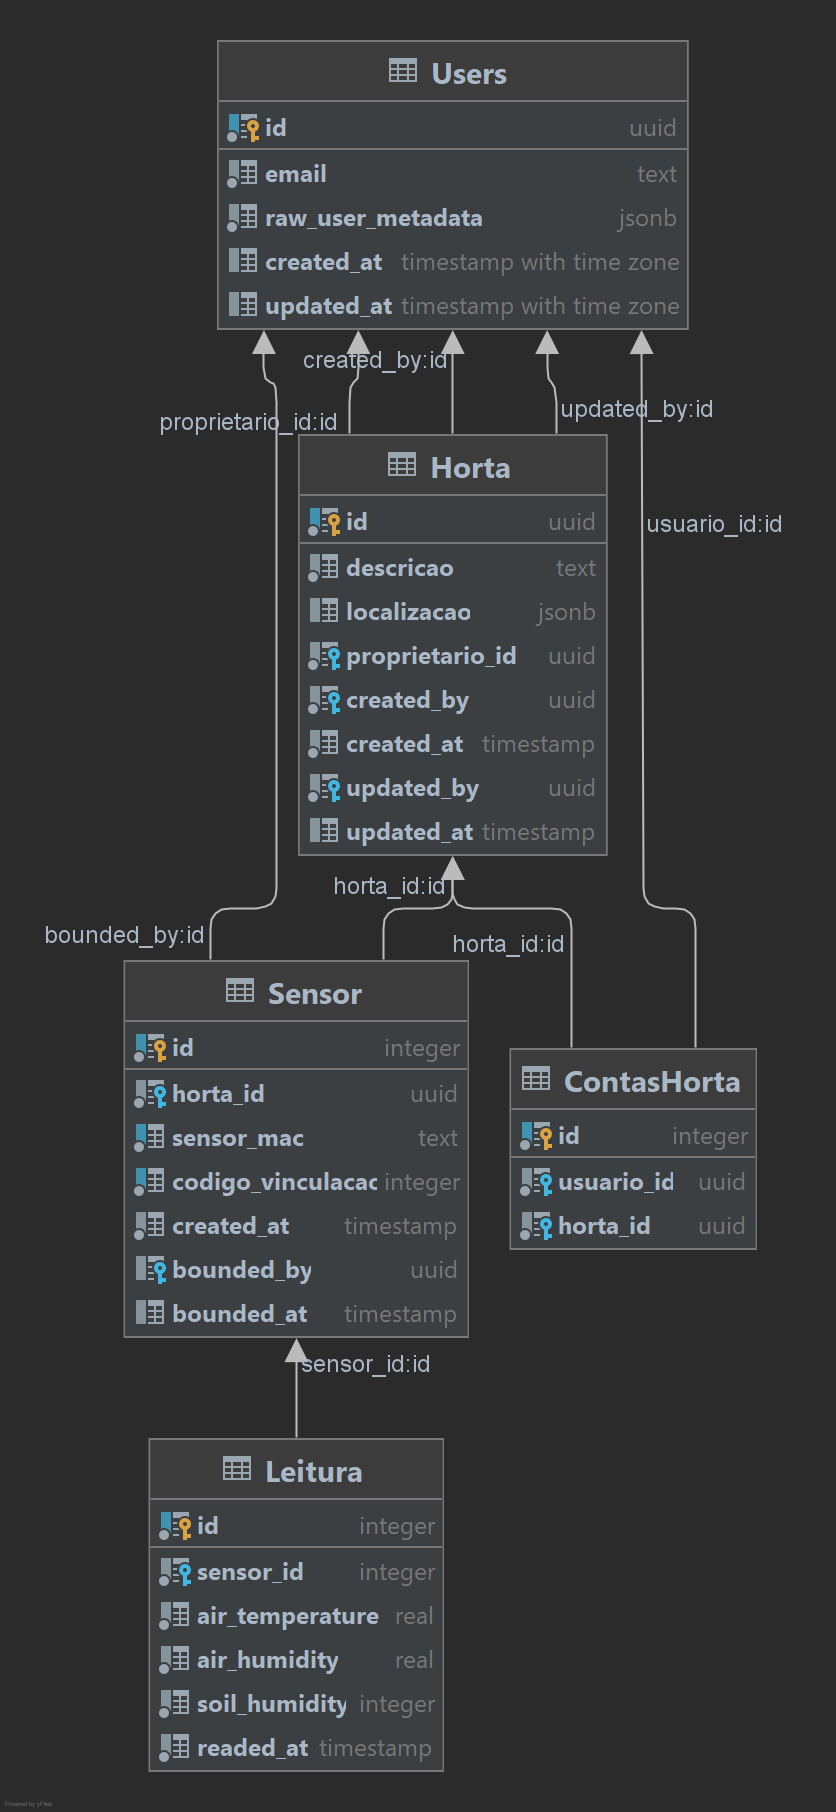 Users
id uuid
email text
raw_user_metadata jsonb
created_at timestamp with time zone
updated_at timestamp with time zone
created_by:id
proprietario_id:id
updated_by:id
usuario_id:id
Horta
id uuid
descricao text
localizacao jsonb
proprietario_id uuid
created_by uuid
created_at timestamp
updated_by uuid
updated_at timestamp
horta_id:id
bounded_by:id
horta_id:id
Sensor
id integer
horta_id uuid
sensor_mac text
codigo_vinculacac integer
created_at timestamp
bounded_by uuid
bounded_at timestamp
ContasHorta
id integer
usuario_id uuid
horta_id uuid
sensor_id:id
Leitura
id integer
sensor_id integer
air_temperature real
air_humidity real
soil_humidity integer
readed_at timestamp
Powered by yFiles